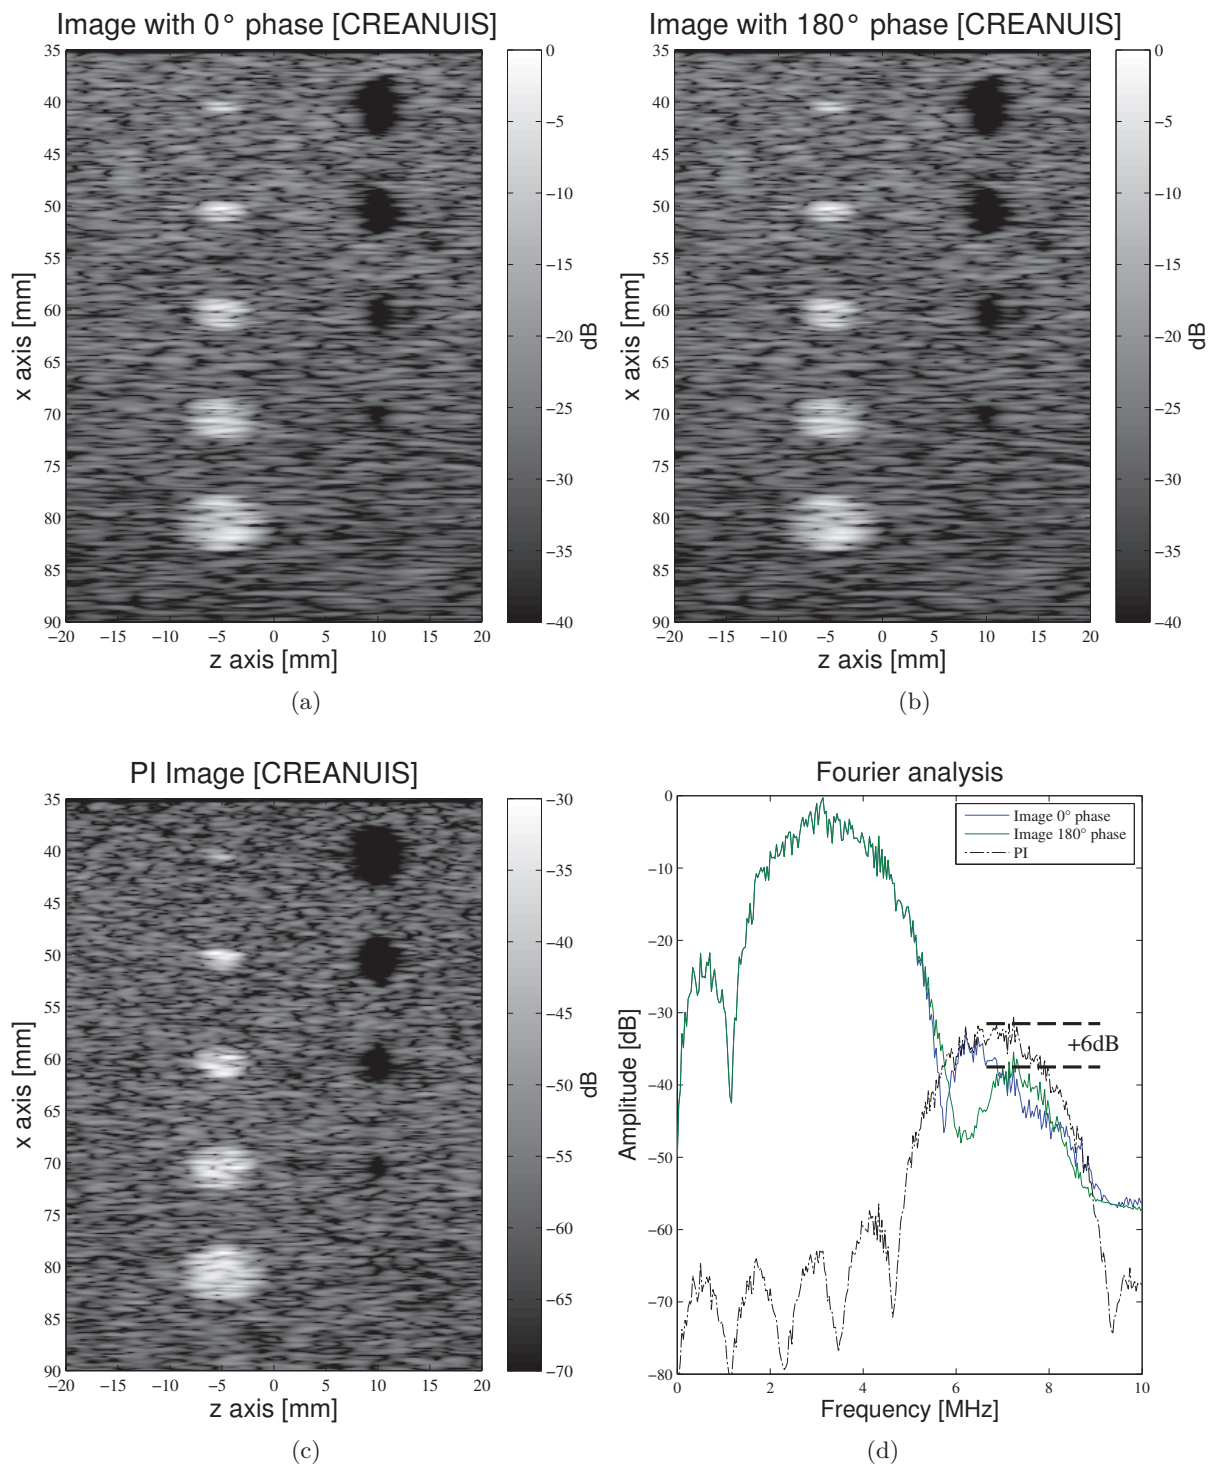 Image with 0° phase [CREANUIS]
35
40
45
50
55
60
65
70
75
80
85
90
x axis [mm]
−20 −15 −10 −5 0 5 10 15 20
z axis [mm]
0
−5
−10
−15
−20
−25
−30
−35
−40
dB
(a)
Image with 180° phase [CREANUIS]
35
40
45
50
55
60
65
70
75
80
85
90
x axis [mm]
−20 −15 −10 −5 0 5 10 15 20
z axis [mm]
0
−5
−10
−15
−20
−25
−30
−35
−40
dB
(b)
PI Image [CREANUIS]
35
40
45
50
55
60
65
70
75
80
85
90
x axis [mm]
−20 −15 −10 −5 0 5 10 15 20
z axis [mm]
−30
−35
−40
−45
−50
−55
−60
−65
−70
dB
(c)
Fourier analysis
0
−10
−20
−30
−40
−50
−60
−70
−80
Amplitude [dB]
Image 0° phase
Image 180° phase
PI
+6dB
0 2 4 6 8 10
Frequency [MHz]
(d)